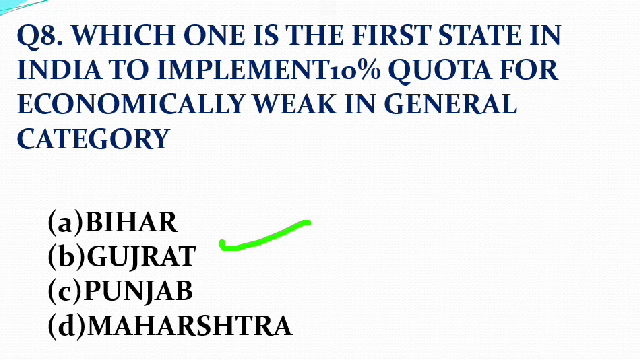 Q8. WHICH ONE IS THE FIRST STATE IN
INDIA TO IMPLEMENT10% QUOTA FOR
ECONOMICALLY WEAK IN GENERAL
CATEGORY
(a)BIHAR
(b)GUJRAT
(c)PUNJAB
(d)MAHARSHTRA